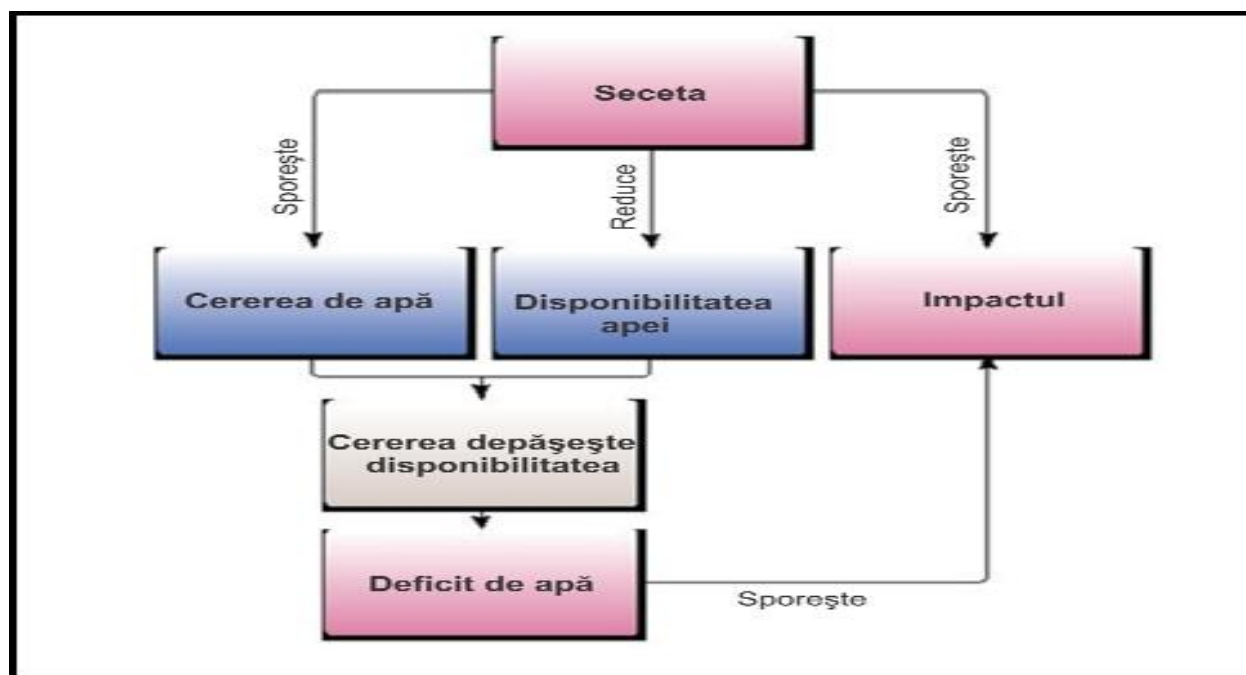 Seceta
Sporeşte
Reduce
Sporeşte
Cererea de apă
Disponibilitatea
apei
Impactul
Cererea depăşeşte
disponibilitatea
Deficit de apă
Sporeşte